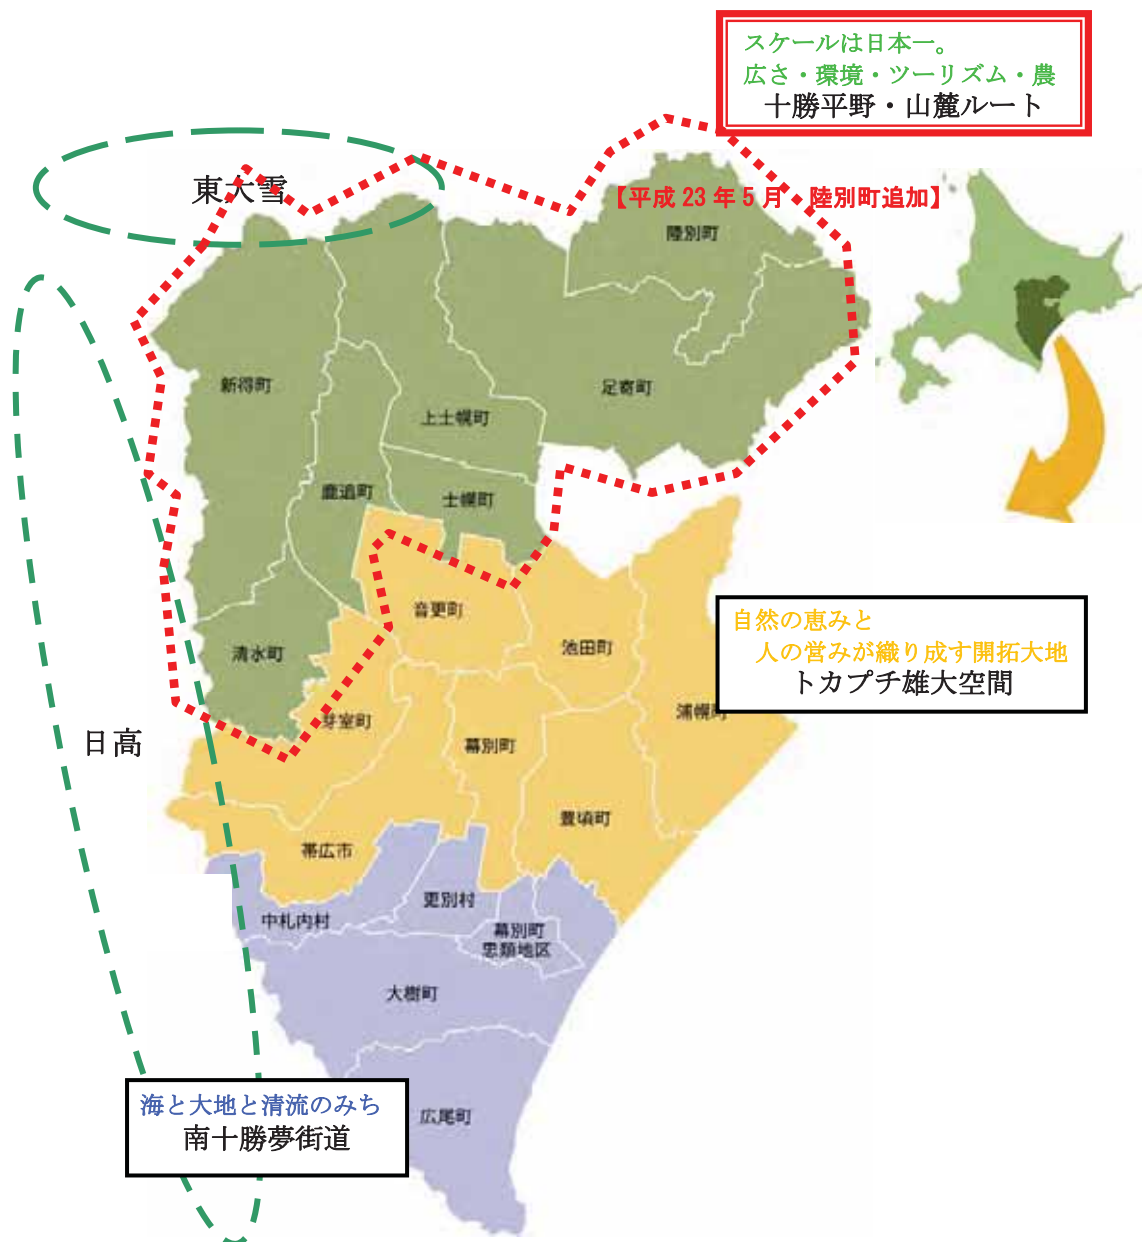 スケールは日本一。
広さ・環境・ツーリズム・農
十勝平野・山麓ルート
東大雪
【平成 23 年 5 月 陸別町追加】
陸別町
新得町
足寄町
上士幌町
鹿追町
士幌町
音更町
自然の恵みと
人の営みが織り成す開拓大地
トカプチ雄大空間
清水町
池田町
浦幌町
芽室町
日高
幕別町
豊頃町
帯広市
更別村
中札内村
幕別町
忠類地区
大樹町
海と大地と清流のみち
南十勝夢街道
広尾町